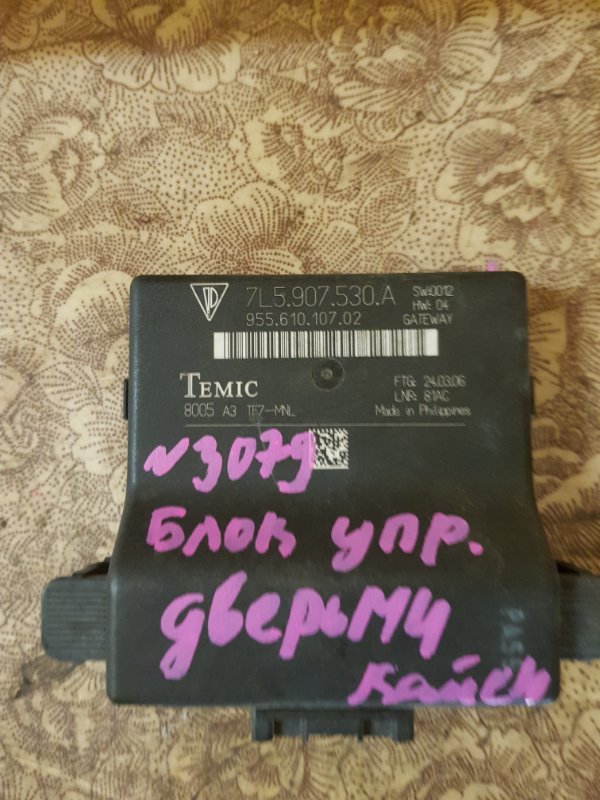 7L5.907.530.A
955.610.107.02
SW:0012
HW: 04
GATEWAY
TEMIC
8005 A3 TF7-MNL
FTG: 24.03.06
LNR: 81AC
Made in Philippines
N3079
Блок упр.
дверьми
кайен